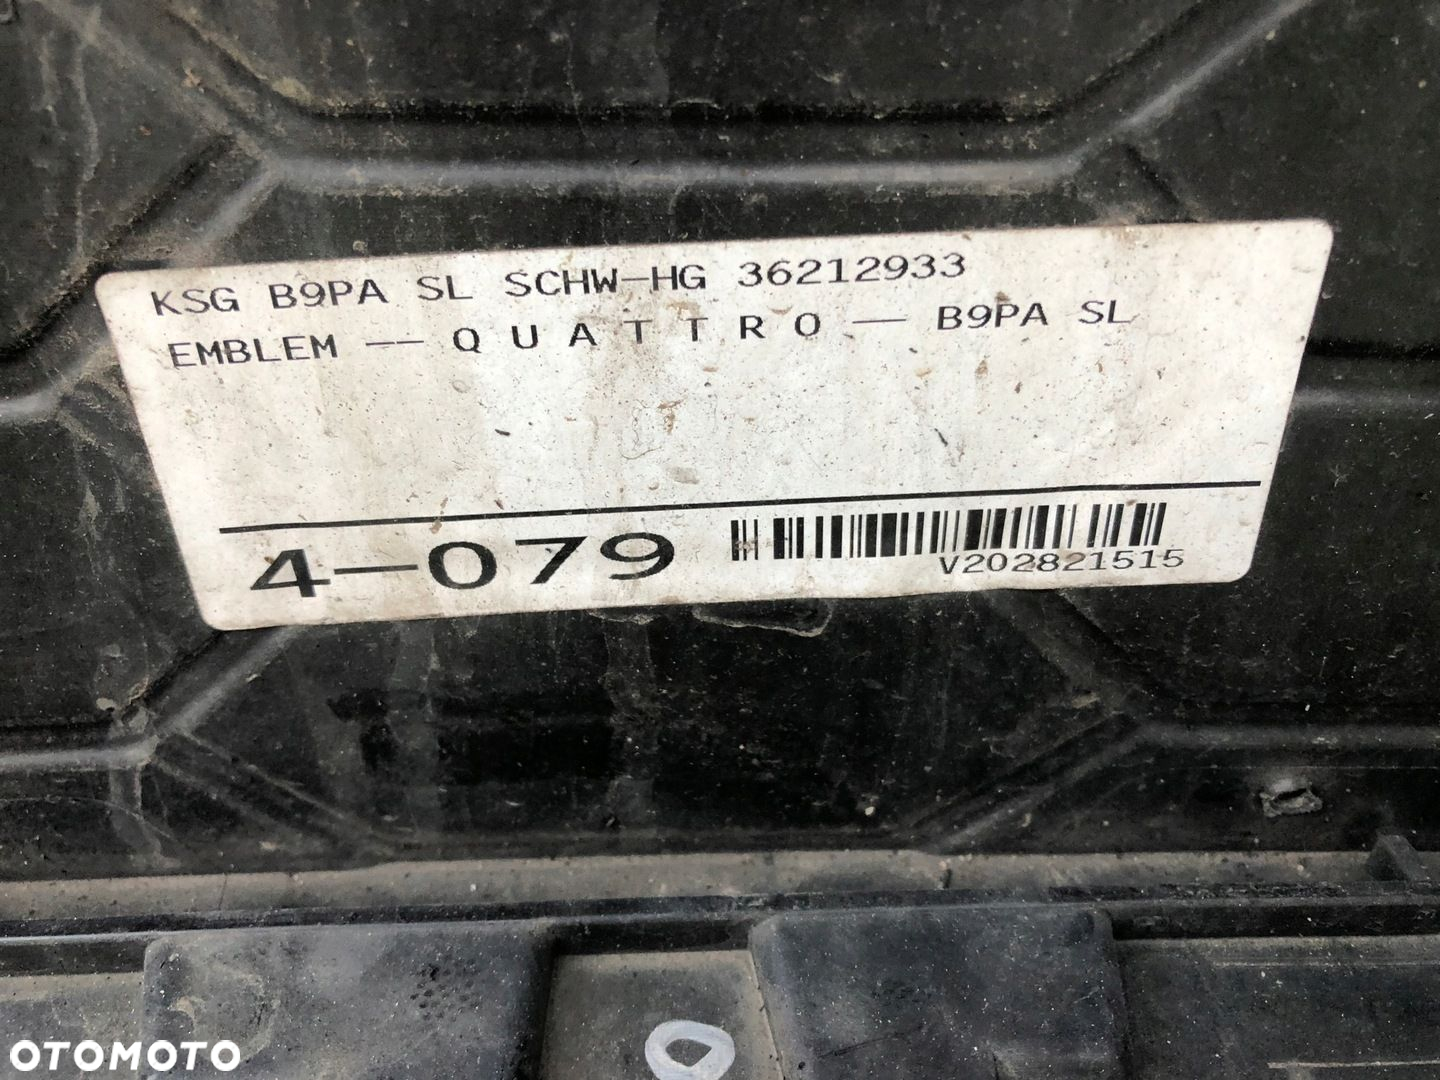 KSG B9PA SL SCHW-HG 36212933
EMBLEM -- Q U A T T R O — B9PA SL
4-079
V202821515
OTOMOTO